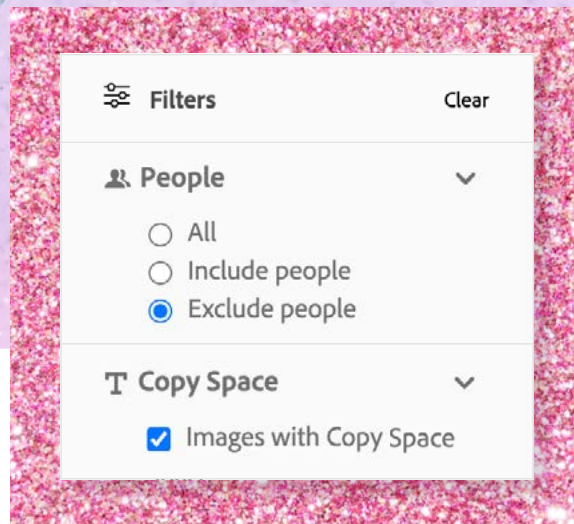 Filters Clear
People
All
Include people
Exclude people
Copy Space
Images with Copy Space